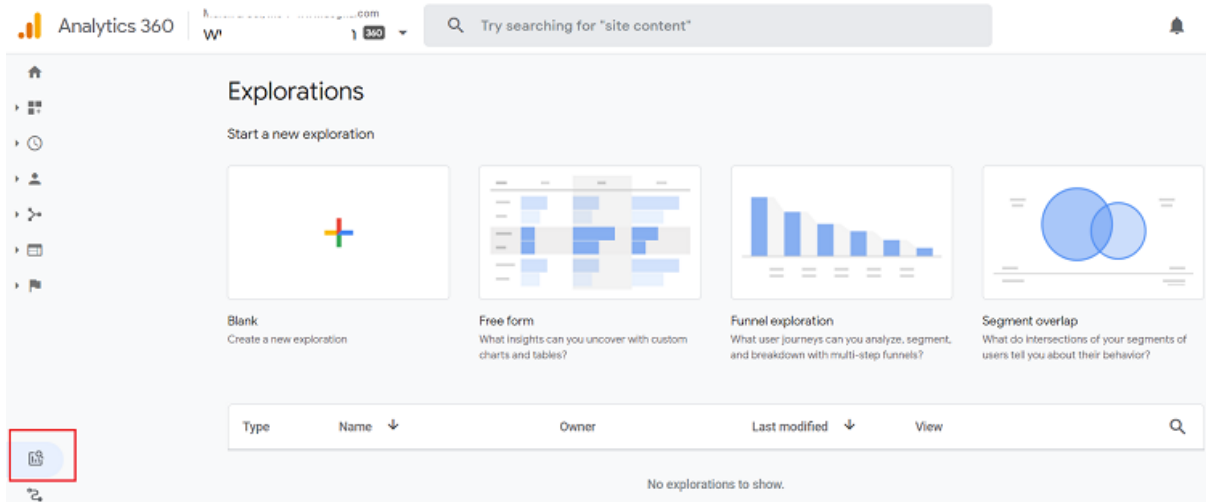 Analytics 360
.com
360
Try searching for "site content"
Explorations
Start a new exploration
Blank
Create a new exploration
Free form
What insights can you uncover with custom
charts and tables?
Funnel exploration
What user journeys can you analyze, segment,
and breakdown with multi-step funnels?
Segment overlap
What do intersections of your segments of
users tell you about their behavior?
Type Name Owner Last modified View
No explorations to show.